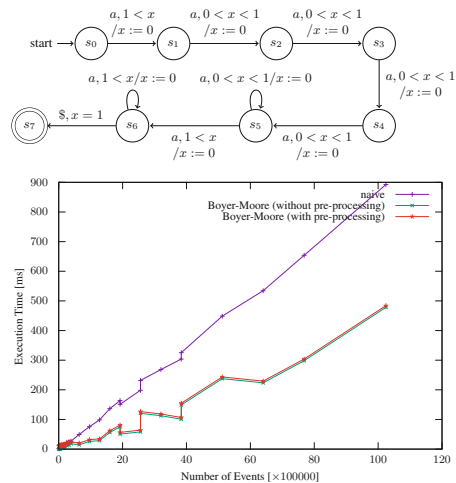 a, 1 < x
/x := 0
a, 0 < x < 1
/x := 0
a, 0 < x < 1
/x := 0
start
s0
s1
s2
s3
a, 0 < x < 1
/x := 0
a, 1 < x/x := 0
a, 0 < x < 1/x := 0
s7
$, x = 1
s6
a, 1 < x
/x := 0
s5
a, 0 < x < 1
/x := 0
s4
900
800
700
600
500
400
300
200
100
0
Execution Time [ms]
naive
Boyer-Moore (without pre-processing)
Boyer-Moore (with pre-processing)
0 20 40 60 80 100 120
Number of Events [×100000]